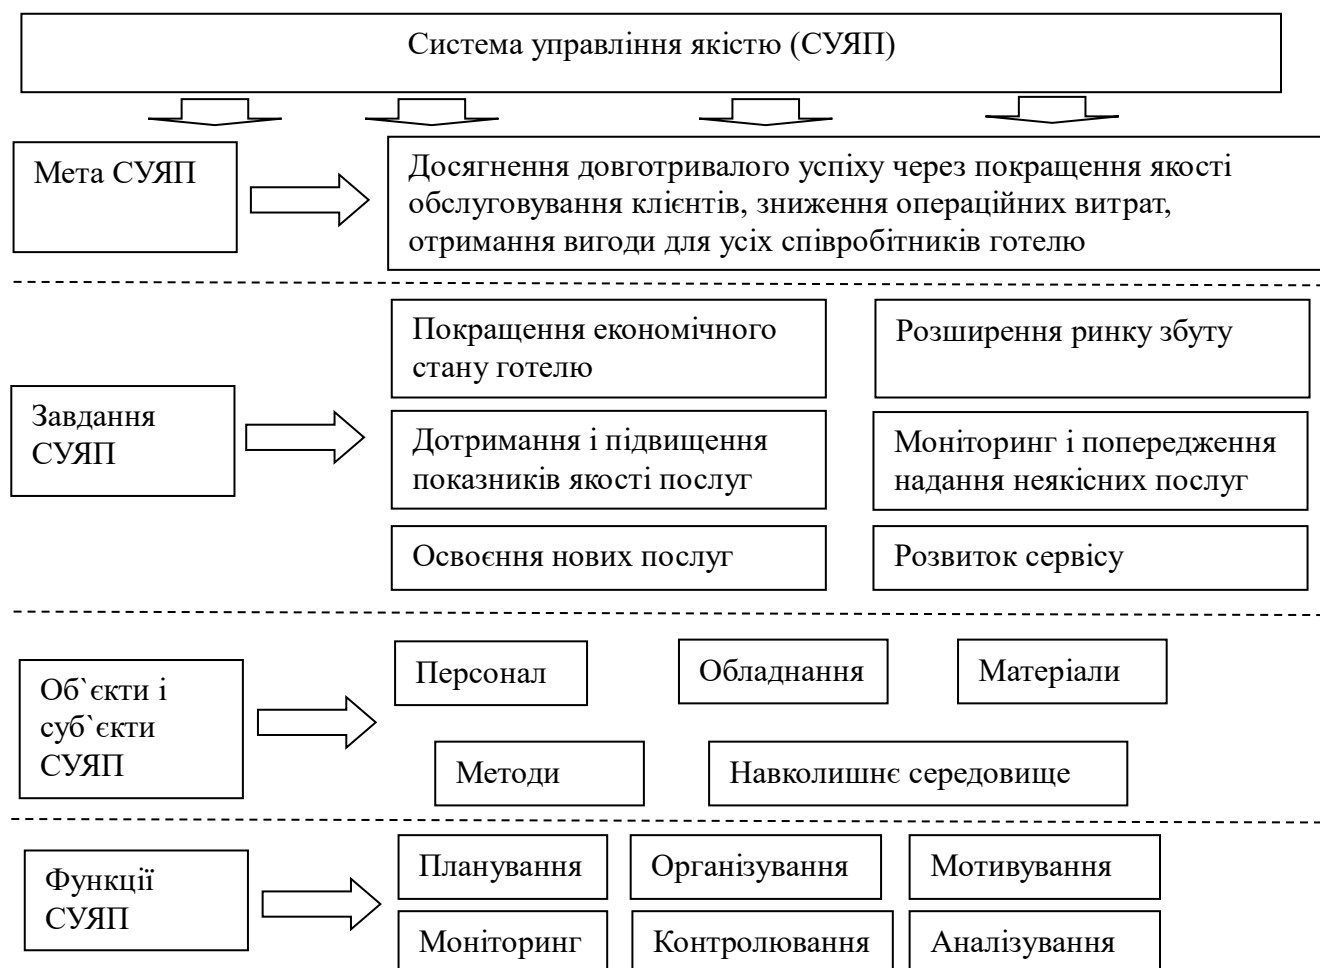 Система управління якістю (СУЯП)
Мета СУЯП
Досягнення довготривалого успіху через покращення якості
обслуговування клієнтів, зниження операційних витрат,
отримання вигоди для усіх співробітників готелю
Завдання
СУЯП
Покращення економічного
стану готелю
Розширення ринку збуту
Дотримання і підвищення
показників якості послуг
Моніторинг і попередження
надання неякісних послуг
Освоєння нових послуг
Розвиток сервісу
Об`єкти і
суб`єкти
СУЯП
Персонал
Обладнання
Матеріали
Методи
Навколишнє середовище
Функції
СУЯП
Планування
Організування
Мотивування
Моніторинг
Контролювання
Аналізування